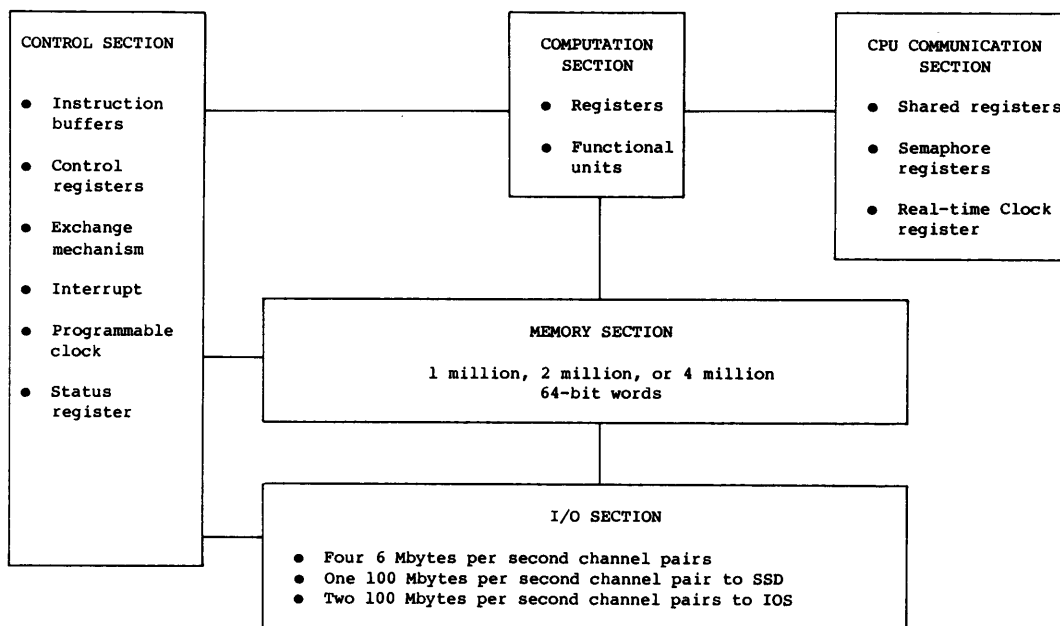 CONTROL SECTION
● Instruction
buffers
● Control
registers
● Exchange
mechanism
● Interrupt
● Programmable
clock
● Status
register
COMPUTATION
SECTION
● Registers
● Functional
units
CPU COMMUNICATION
SECTION
● Shared registers
● Semaphore
registers
● Real-time Clock
register
MEMORY SECTION
1 million, 2 million, or 4 million
64-bit words
I/O SECTION
● Four 6 Mbytes per second channel pairs
● One 100 Mbytes per second channel pair to SSD
● Two 100 Mbytes per second channel pairs to IOS